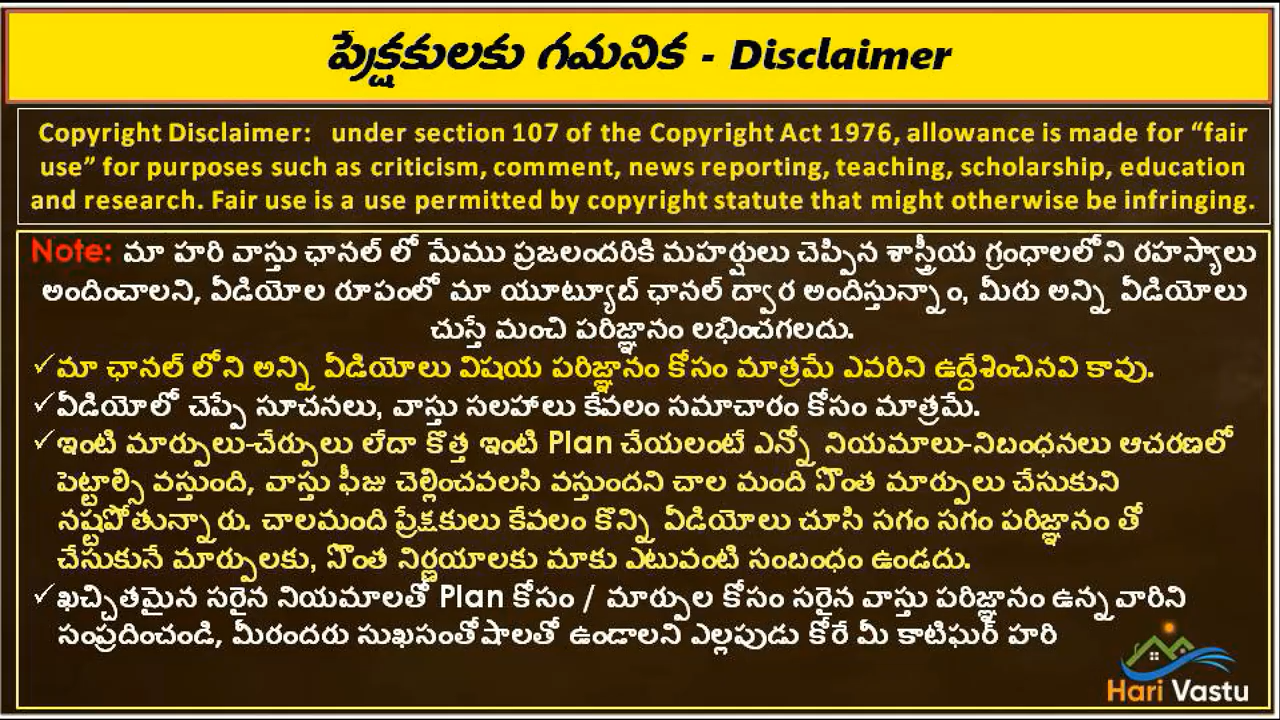 ప్రేక్షకులకు గమనిక - Disclaimer
Copyright Disclaimer: under section 107 of the Copyright Act 1976, allowance is made for “fair
use” for purposes such as criticism, comment, news reporting, teaching, scholarship, education
and research. Fair use is a use permitted by copyright statute that might otherwise be infringing.
Note: మా హరి వాస్తు ఛానల్ లో మేము ప్రజలందరికి మహర్షులు చెప్పిన శాస్త్రీయ గ్రంధాలలోని రహస్యాలు
అందించాలని, వీడియోల రూపంలో మా యూట్యూబ్ ఛానల్ ద్వార అందిస్తున్నాం, మీరు అన్ని వీడియోలు
చుస్తే మంచి పరిజ్ఞానం లభించగలదు.
✓మా ఛానల్ లోని అన్ని వీడియోలు విషయ పరిజ్ఞానం కోసం మాత్రమే ఎవరిని ఉద్దేశించినవి కావు.
✓వీడియోలో చెప్పే సూచనలు, వాస్తు సలహాలు కేవలం సమాచారం కోసం మాత్రమే.
✓ఇంటి మార్పులు-చేర్పులు లేదా కొత్త ఇంటి Plan చేయలంటే ఎన్నో నియమాలు-నిబంధనలు ఆచరణలో
పెట్టాల్సి వస్తుంది, వాస్తు ఫీజు చెల్లించవలసి వస్తుందని చాల మంది సొంత మార్పులు చేసుకుని
నష్టపోతున్నారు. చాలమంది ప్రేక్షకులు కేవలం కొన్ని వీడియోలు చూసి సగం సగం పరిజ్ఞానం తో
చేసుకునే మార్పులకు, సొంత నిర్ణయాలకు మాకు ఎటువంటి సంబంధం ఉండదు.
✓ఖచ్చితమైన సరైన నియమాలతో Plan కోసం / మార్పుల కోసం సరైన వాస్తు పరిజ్ఞానం ఉన్నవారిని
సంప్రదించండి, మీరందరు సుఖసంతోషాలతో ఉండాలని ఎల్లపుడు కోరే మీ కాటిఘర్ హరి
Hari Vastu